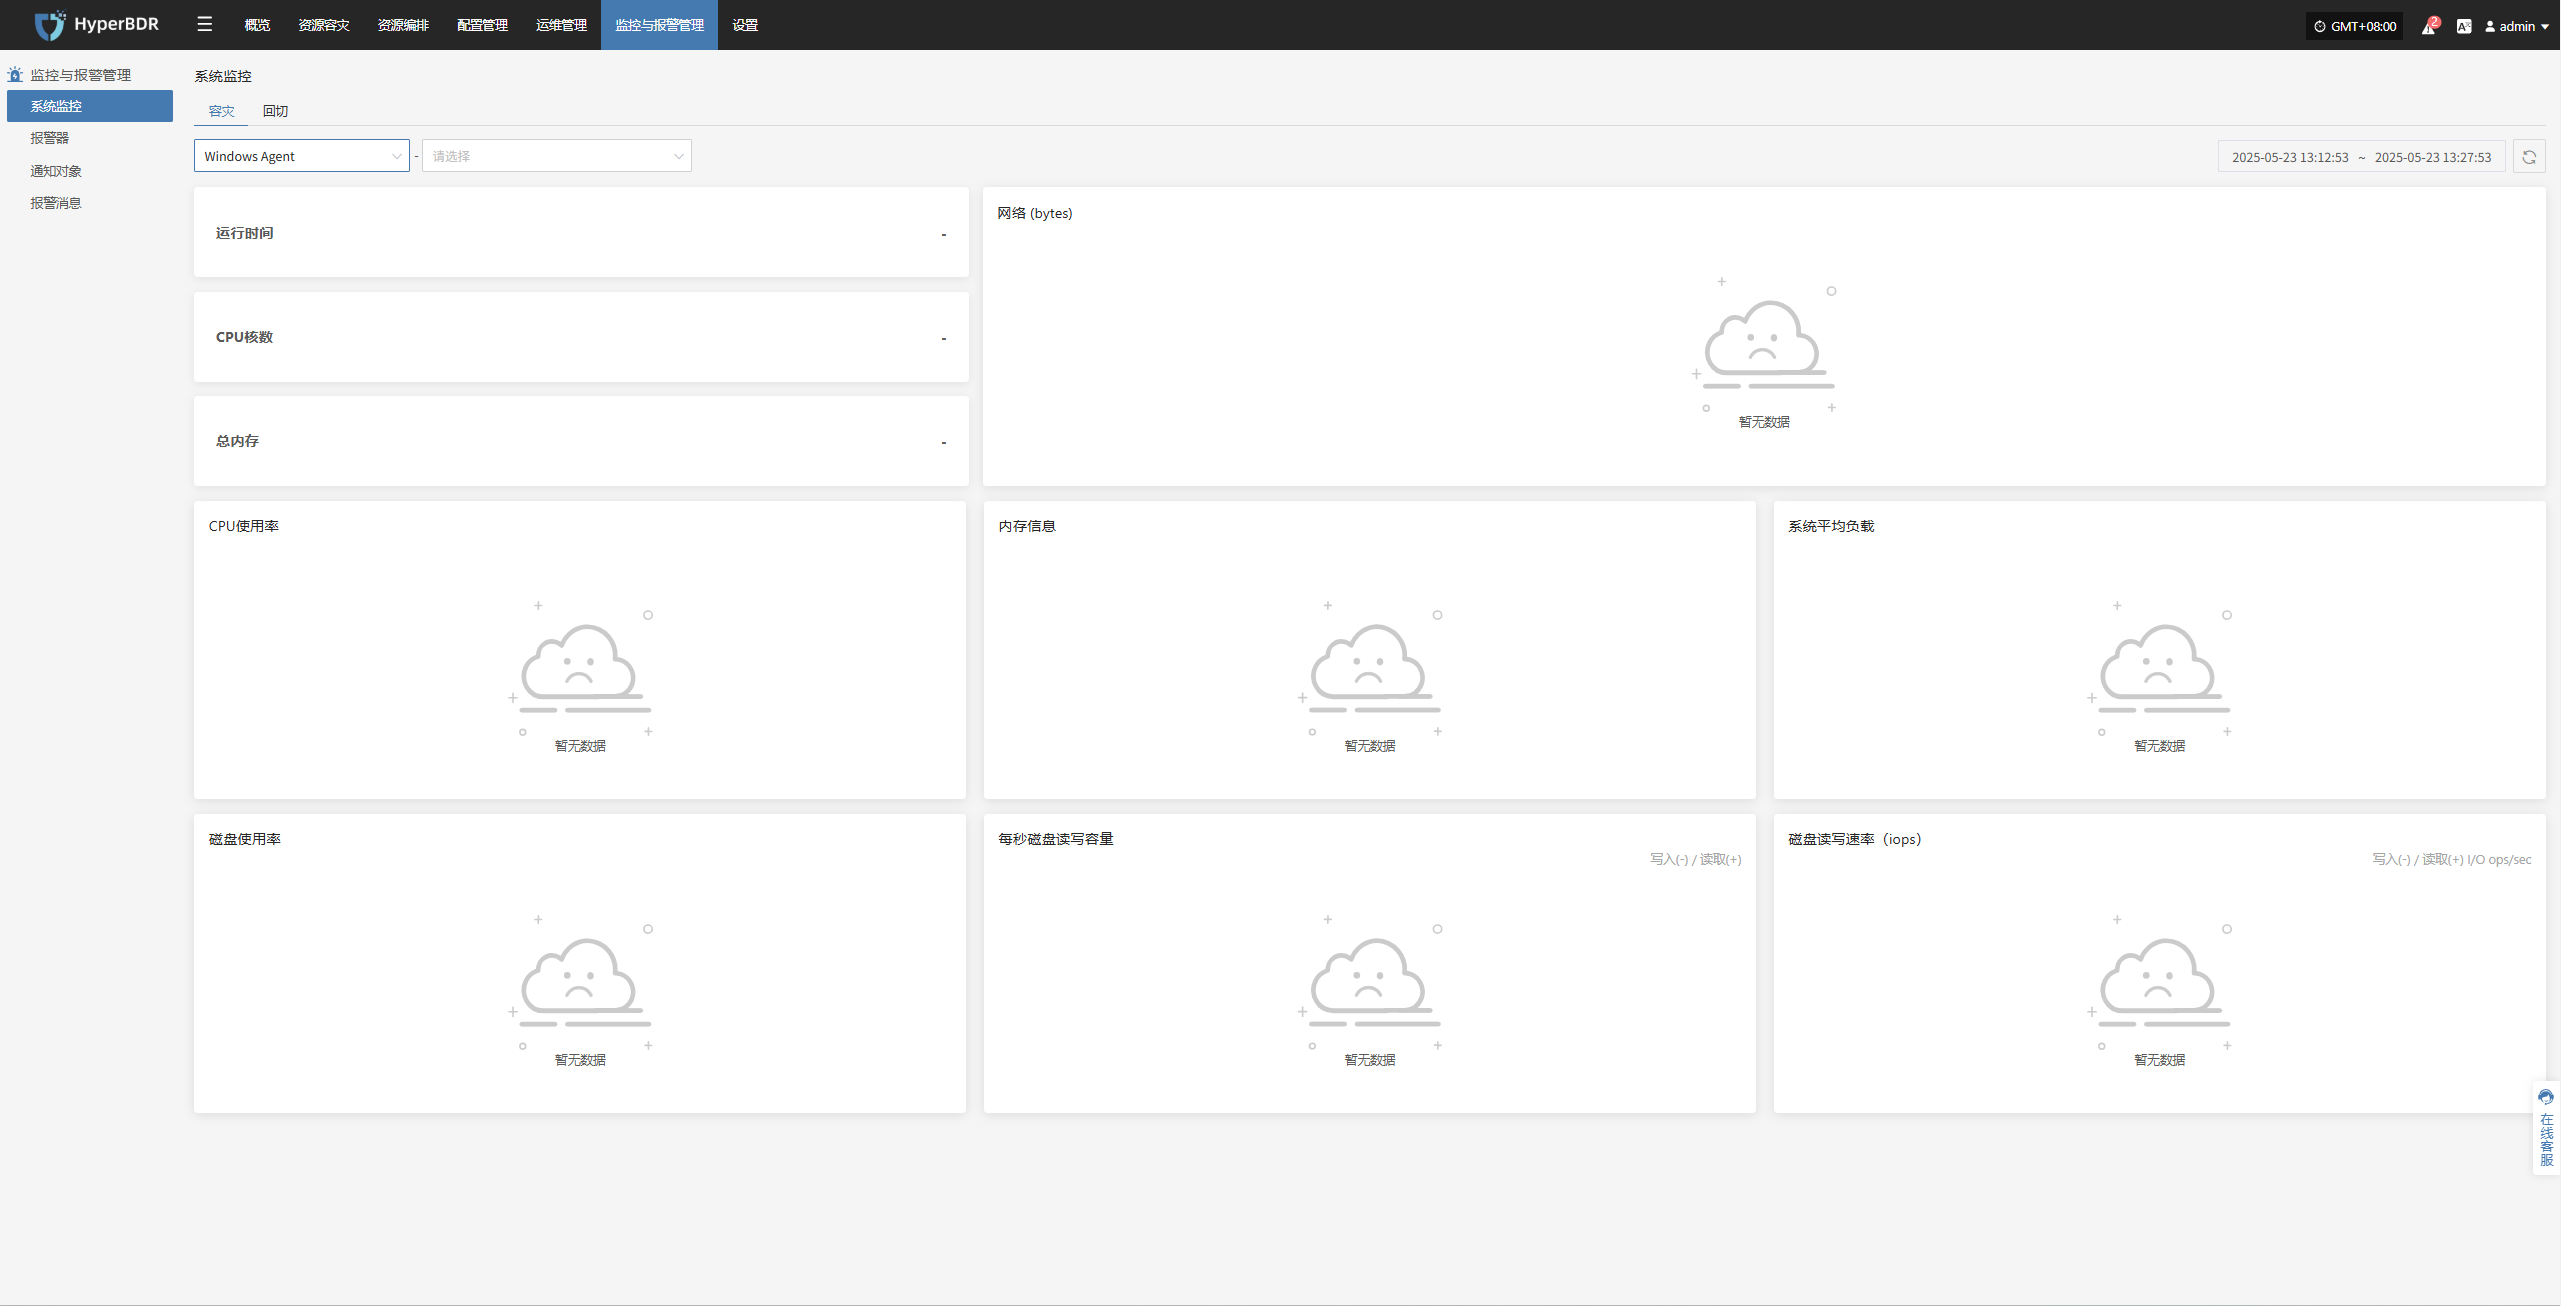 HyperBDR 概览 资源容灾 资源编排 配置管理 运维管理 监控与报警管理 设置 GMT+08:00 2 admin
监控与报警管理
系统监控
报警器
通知对象
报警消息
系统监控
容灾 回切
Windows Agent - 请选择 2025-05-23 13:12:53 ~ 2025-05-23 13:27:53
运行时间 -
CPU核数 -
总内存 -
网络 (bytes)
暂无数据
CPU使用率
暂无数据
内存信息
暂无数据
系统平均负载
暂无数据
磁盘使用率
暂无数据
每秒磁盘读写容量
写入(-) / 读取(+)
暂无数据
磁盘读写速率（iops）
写入(-) / 读取(+) I/O ops/sec
暂无数据
在线客服